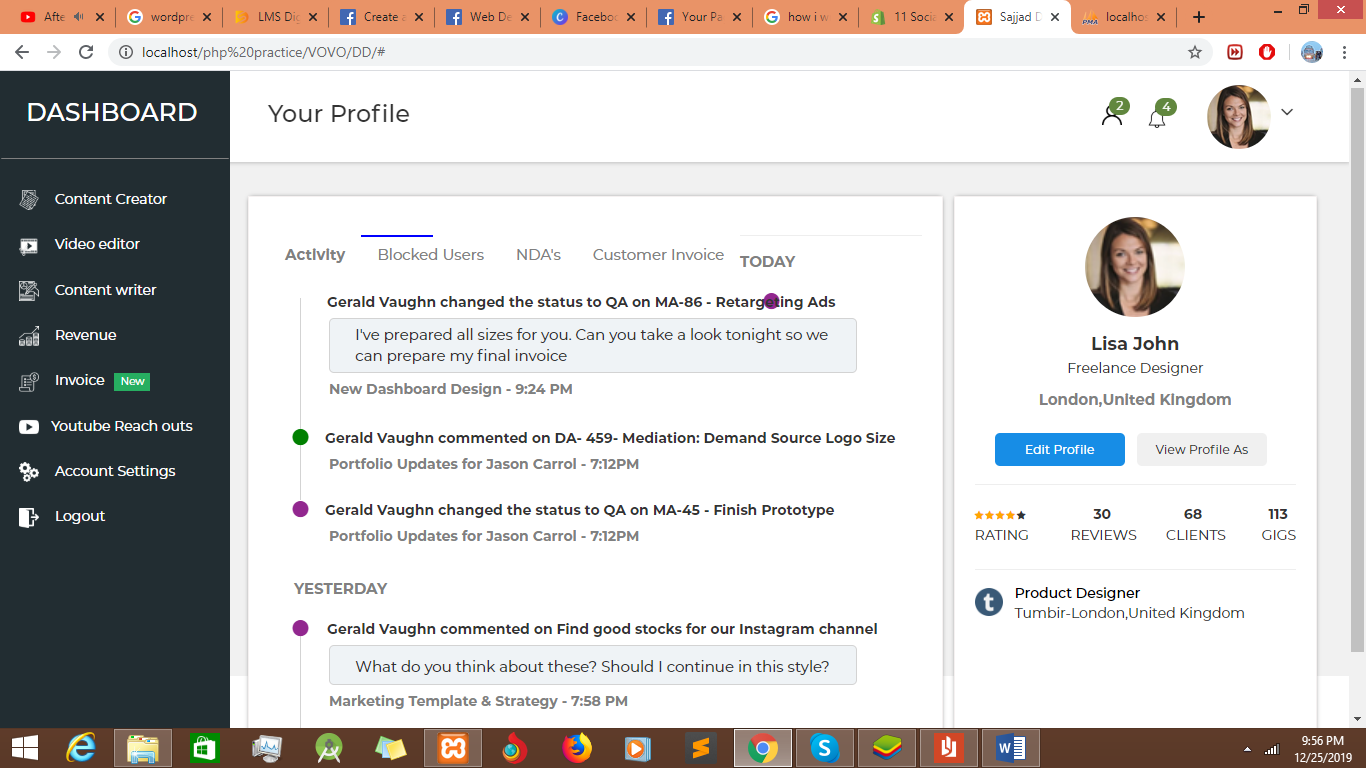 Afte
wordpre
LMS Dig
Create a
Web De
Faceboo
Your Pa
how i w
11 Socia
Sajjad D
localhos
localhost/php%20practice/VOVO/DD/#
DASHBOARD
Your Profile
2
4
Content Creator
Video editor
Content writer
Revenue
Invoice New
Youtube Reach outs
Account Settings
Logout
Activity Blocked Users NDA's Customer Invoice
TODAY
Gerald Vaughn changed the status to QA on MA-86 - Retargeting Ads
I've prepared all sizes for you. Can you take a look tonight so we
can prepare my final invoice
New Dashboard Design - 9:24 PM
Gerald Vaughn commented on DA- 459- Mediation: Demand Source Logo Size
Portfolio Updates for Jason Carrol - 7:12PM
Gerald Vaughn changed the status to QA on MA-45 - Finish Prototype
Portfolio Updates for Jason Carrol - 7:12PM
YESTERDAY
Gerald Vaughn commented on Find good stocks for our Instagram channel
What do you think about these? Should I continue in this style?
Marketing Template & Strategy - 7:58 PM
Lisa John
Freelance Designer
London,United Kingdom
Edit Profile View Profile As
30 68 113
RATING REVIEWS CLIENTS GIGS
Product Designer
Tumbir-London,United Kingdom
9:56 PM
12/25/2019